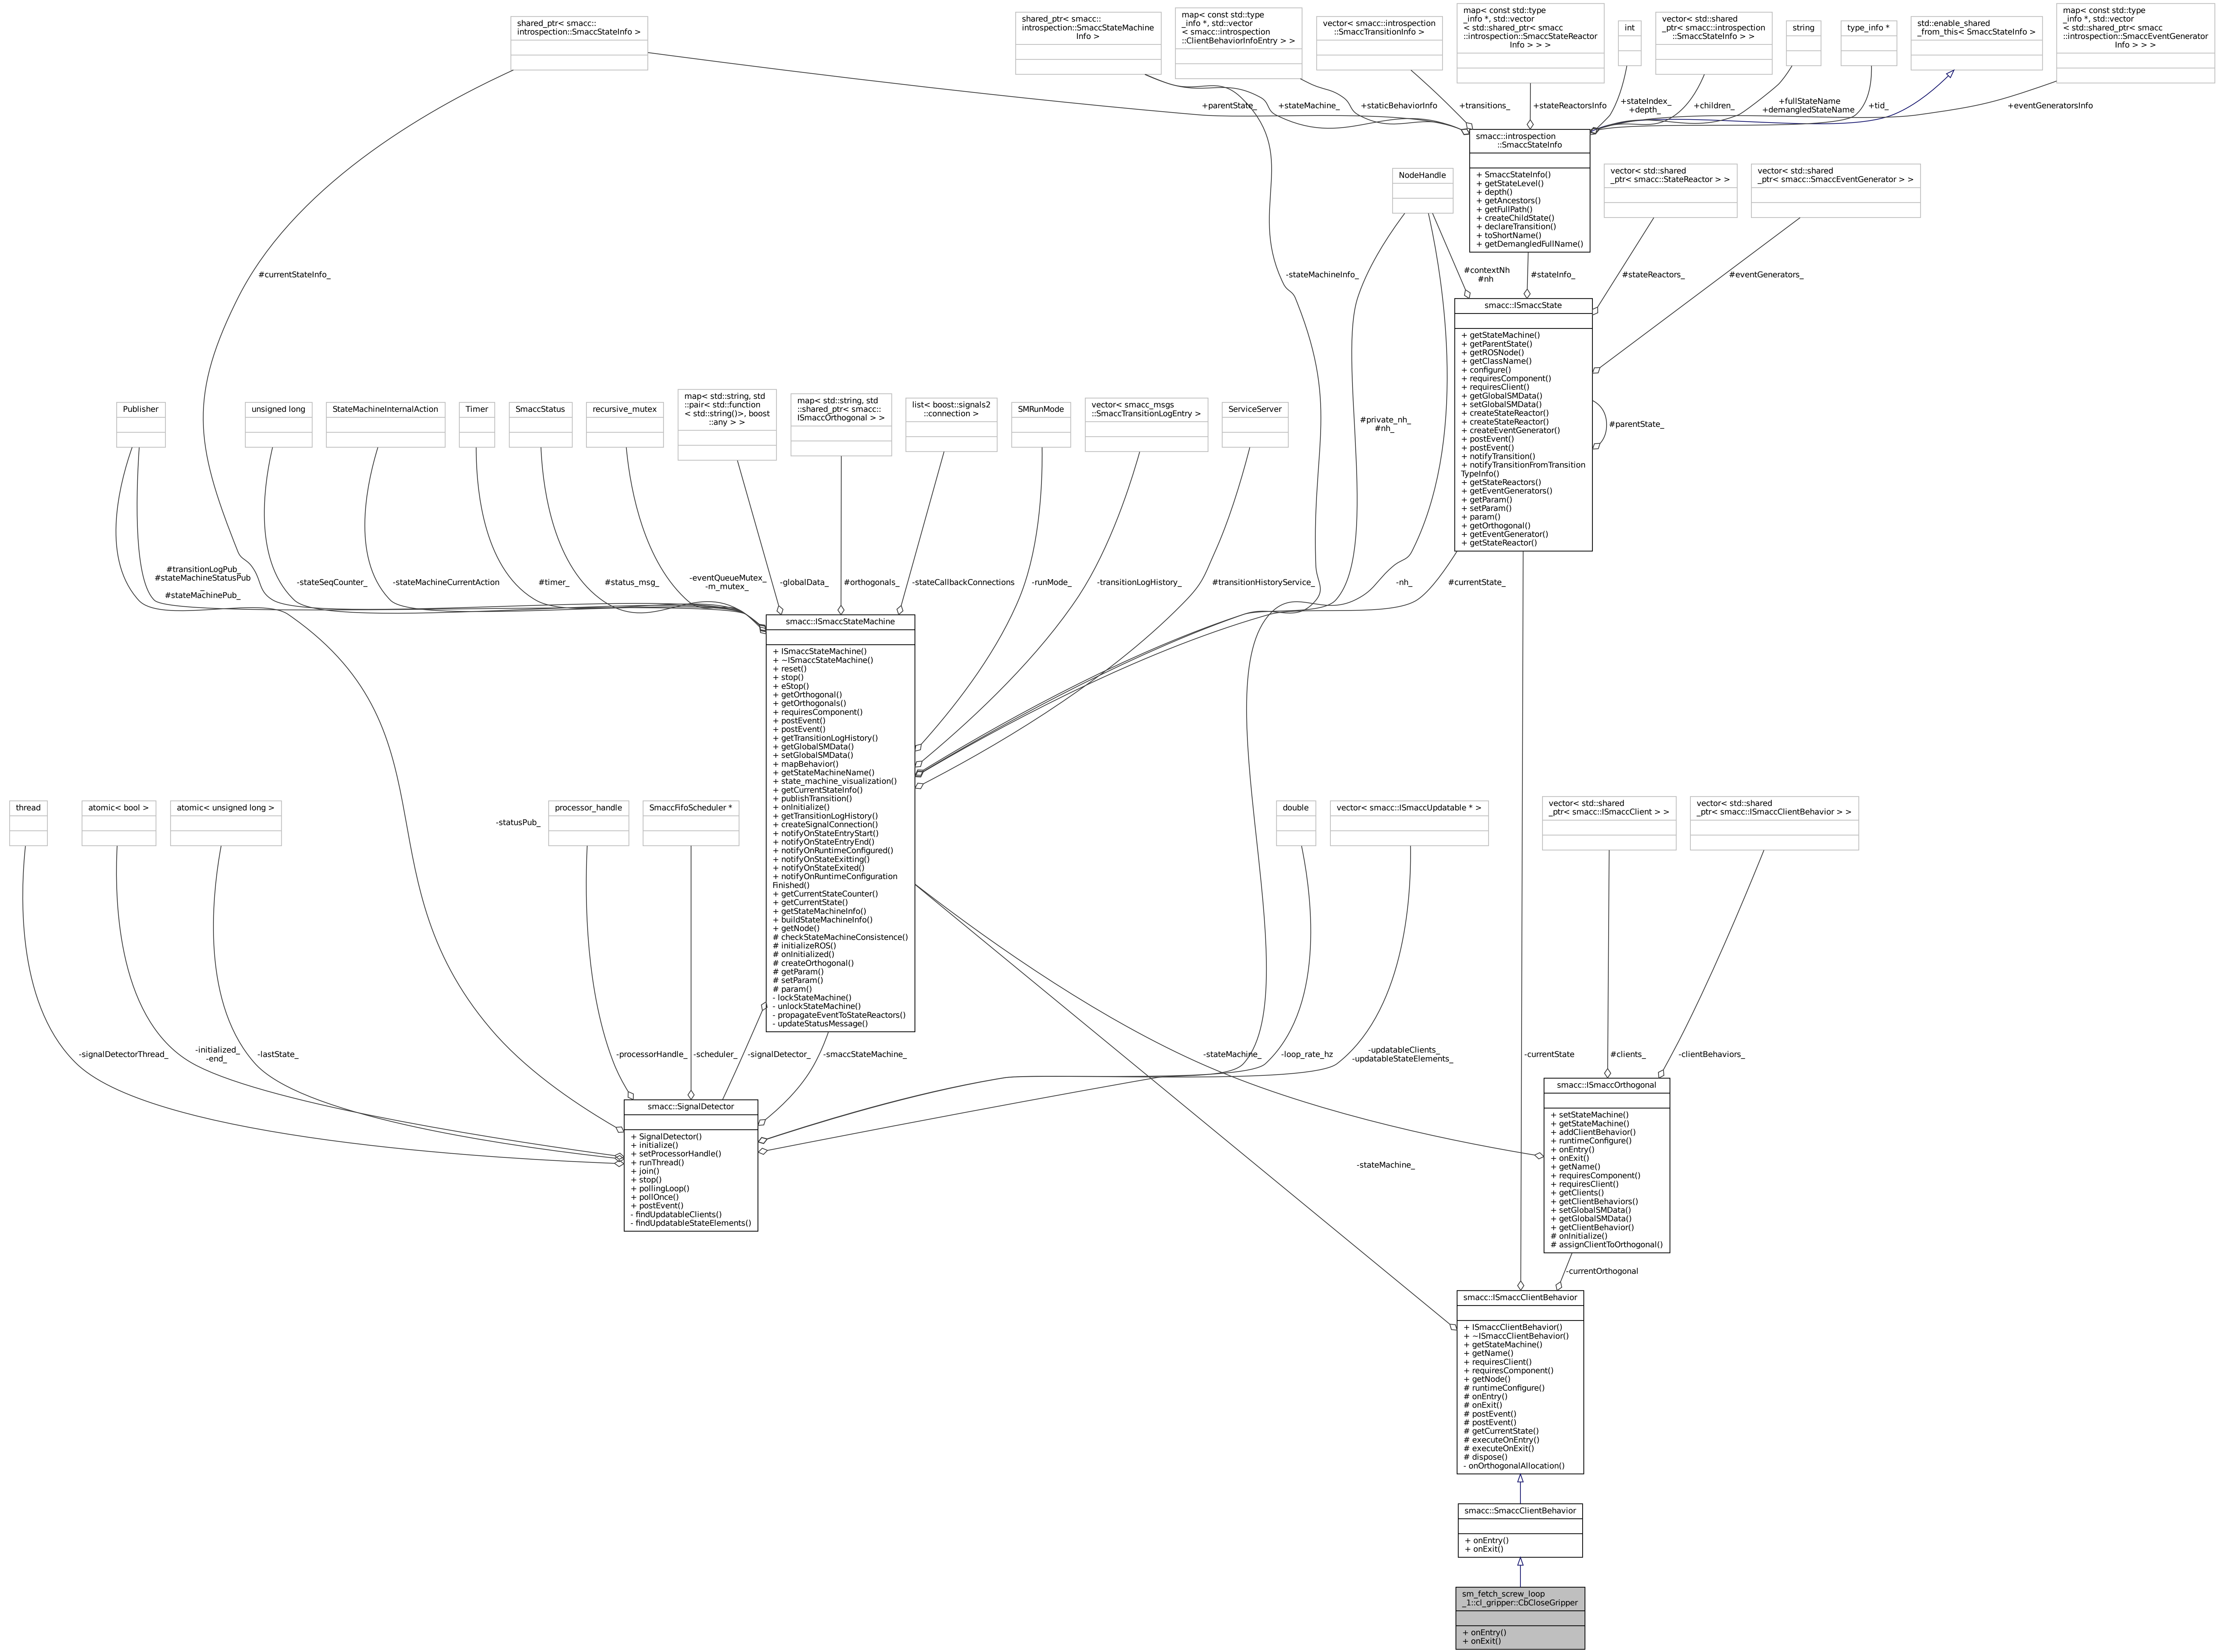 shared_ptr< smacc::
introspection::SmaccStateInfo >
shared_ptr< smacc::
introspection::SmaccStateMachine
Info >
map< const std::type
_info *, std::vector
< smacc::introspection
::ClientBehaviorInfoEntry > >
vector< smacc::introspection
::SmaccTransitionInfo >
map< const std::type
_info *, std::vector
< std::shared_ptr< smacc
::introspection::SmaccStateReactor
Info > > >
int
vector< std::shared
_ptr< smacc::introspection
::SmaccStateInfo > >
string
type_info *
std::enable_shared
_from_this< SmaccStateInfo >
map< const std::type
_info *, std::vector
< std::shared_ptr< smacc
::introspection::SmaccEventGenerator
Info > > >
+parentState_
+stateMachine_
+staticBehaviorInfo
+transitions_
+stateReactorsInfo
+stateIndex_
+depth_
+children_
+fullStateName
+demangledStateName
+tid_
+eventGeneratorsInfo
smacc::introspection
::SmaccStateInfo
+ SmaccStateInfo()
+ getStateLevel()
+ depth()
+ getAncestors()
+ getFullPath()
+ createChildState()
+ declareTransition()
+ toShortName()
+ getDemangledFullName()
NodeHandle
vector< std::shared
_ptr< smacc::StateReactor > >
vector< std::shared
_ptr< smacc::SmaccEventGenerator > >
#currentStateInfo_
-stateMachineInfo_
#contextNh
#nh
#stateInfo_
#stateReactors_
#eventGenerators_
smacc::ISmaccState
+ getStateMachine()
+ getParentState()
+ getROSNode()
+ getClassName()
+ configure()
+ requiresComponent()
+ requiresClient()
+ getGlobalSMData()
+ setGlobalSMData()
+ createStateReactor()
+ createStateReactor()
+ createEventGenerator()
+ postEvent()
+ postEvent()
+ notifyTransition()
+ notifyTransitionFromTransition
TypeInfo()
+ getStateReactors()
+ getEventGenerators()
+ getParam()
+ setParam()
+ param()
+ getOrthogonal()
+ getEventGenerator()
+ getStateReactor()
#parentState_
Publisher
unsigned long
StateMachineInternalAction
Timer
SmaccStatus
recursive_mutex
map< std::string, std
::pair< std::function
< std::string()>, boost
::any > >
map< std::string, std
::shared_ptr< smacc::
ISmaccOrthogonal > >
list< boost::signals2
::connection >
SMRunMode
vector< smacc_msgs
::SmaccTransitionLogEntry >
ServiceServer
#private_nh_
#nh_
#transitionLogPub_
#stateMachineStatusPub
_
#stateMachinePub_
-stateSeqCounter_
-stateMachineCurrentAction
#timer_
#status_msg_
-eventQueueMutex_
-m_mutex_
-globalData_
#orthogonals_
-stateCallbackConnections
-runMode_
-transitionLogHistory_
#transitionHistoryService_
-nh_
#currentState_
smacc::ISmaccStateMachine
+ ISmaccStateMachine()
+ ~ISmaccStateMachine()
+ reset()
+ stop()
+ eStop()
+ getOrthogonal()
+ getOrthogonals()
+ requiresComponent()
+ postEvent()
+ postEvent()
+ getTransitionLogHistory()
+ getGlobalSMData()
+ setGlobalSMData()
+ mapBehavior()
+ getStateMachineName()
+ state_machine_visualization()
+ getCurrentStateInfo()
+ publishTransition()
+ onInitialize()
+ getTransitionLogHistory()
+ createSignalConnection()
+ notifyOnStateEntryStart()
+ notifyOnStateEntryEnd()
+ notifyOnRuntimeConfigured()
+ notifyOnStateExitting()
+ notifyOnStateExited()
+ notifyOnRuntimeConfiguration
Finished()
+ getCurrentStateCounter()
+ getCurrentState()
+ getStateMachineInfo()
+ buildStateMachineInfo()
+ getNode()
# checkStateMachineConsistence()
# initializeROS()
# onInitialized()
# createOrthogonal()
# getParam()
# setParam()
# param()
- lockStateMachine()
- unlockStateMachine()
- propagateEventToStateReactors()
- updateStatusMessage()
thread
atomic< bool >
atomic< unsigned long >
-statusPub_
processor_handle
SmaccFifoScheduler *
double
vector< smacc::ISmaccUpdatable * >
vector< std::shared
_ptr< smacc::ISmaccClient > >
vector< std::shared
_ptr< smacc::ISmaccClientBehavior > >
-signalDetectorThread_
-initialized_
-end_
-lastState_
-processorHandle_
-scheduler_
-signalDetector_
-smaccStateMachine_
-stateMachine_
-loop_rate_hz
-updatableClients_
-updatableStateElements_
-currentState
#clients_
-clientBehaviors_
smacc::SignalDetector
+ SignalDetector()
+ initialize()
+ setProcessorHandle()
+ runThread()
+ join()
+ stop()
+ pollingLoop()
+ pollOnce()
+ postEvent()
- findUpdatableClients()
- findUpdatableStateElements()
smacc::ISmaccOrthogonal
+ setStateMachine()
+ getStateMachine()
+ addClientBehavior()
+ runtimeConfigure()
+ onEntry()
+ onExit()
+ getName()
+ requiresComponent()
+ requiresClient()
+ getClients()
+ getClientBehaviors()
+ setGlobalSMData()
+ getGlobalSMData()
+ getClientBehavior()
# onInitialize()
# assignClientToOrthogonal()
-stateMachine_
-currentOrthogonal
smacc::ISmaccClientBehavior
+ ISmaccClientBehavior()
+ ~ISmaccClientBehavior()
+ getStateMachine()
+ getName()
+ requiresClient()
+ requiresComponent()
+ getNode()
# runtimeConfigure()
# onEntry()
# onExit()
# postEvent()
# postEvent()
# getCurrentState()
# executeOnEntry()
# executeOnExit()
# dispose()
- onOrthogonalAllocation()
smacc::SmaccClientBehavior
+ onEntry()
+ onExit()
sm_fetch_screw_loop
_1::cl_gripper::CbCloseGripper
+ onEntry()
+ onExit()